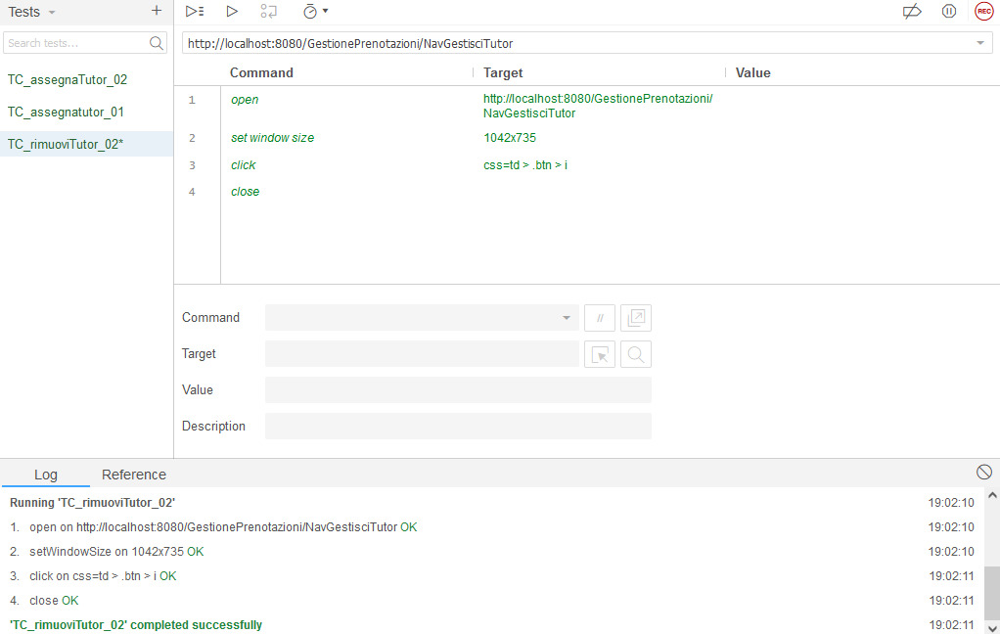 Tests
+
REC
Search tests...
http://localhost:8080/GestionePrenotazioni/NavGestisciTutor
TC_assegnaTutor_02
TC_assegnatutor_01
TC_rimuoviTutor_02*
Command Target Value
1 open http://localhost:8080/GestionePrenotazioni/
NavGestisciTutor
2 set window size 1042x735
3 click css=td > .btn > i
4 close
Command //
Target
Value
Description
Log Reference
Running 'TC_rimuoviTutor_02' 19:02:10
1. open on http://localhost:8080/GestionePrenotazioni/NavGestisciTutor OK 19:02:10
2. setWindowSize on 1042x735 OK 19:02:10
3. click on css=td > .btn > i OK 19:02:11
4. close OK 19:02:11
'TC_rimuoviTutor_02' completed successfully 19:02:11